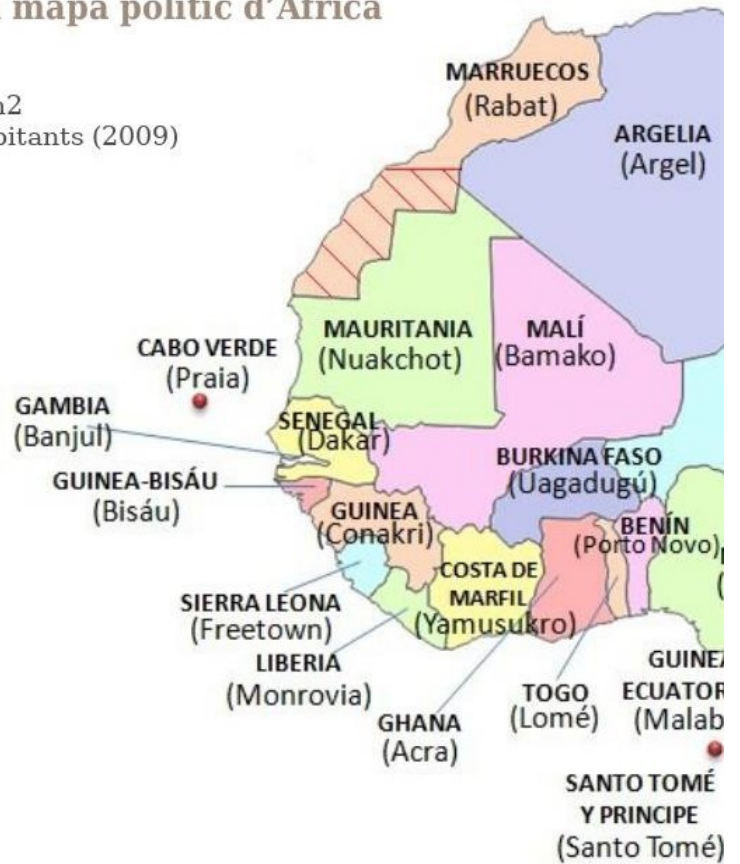 mapa polític d'Àfrica
MARRUECOS
(Rabat)
m2
bitants (2009)
ARGELIA
(Argel)
MAURITANIA
(Nuakchot)
MALÍ
(Bamako)
CABO VERDE
(Praia)
GAMBIA
(Banjul)
SENEGAL
(Dakar)
GUINEA-BISÁU
(Bisáu)
BURKINA FASO
(Uagadugú)
GUINEA
(Conakri)
BENÍN
(Porto Novo)
COSTA DE
MARFIL
(Yamusukro)
SIERRA LEONA
(Freetown)
LIBERIA
(Monrovia)
GHANA
(Acra)
TOGO
(Lomé)
GUINEA
ECUATOR
(Malab
SANTO TOMÉ
Y PRINCIPE
(Santo Tomé)